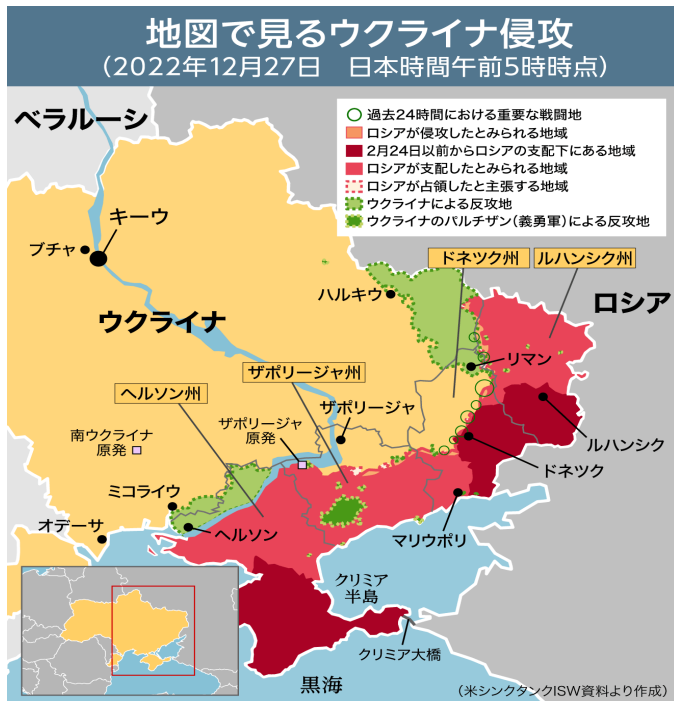 地図で見るウクライナ侵攻
(2022年12月27日　日本時間午前5時時点)
ベラルーシ
過去24時間における重要な戦闘地
ロシアが侵攻したとみられる地域
2月24日以前からロシアの支配下にある地域
ロシアが支配したとみられる地域
ロシアが占領したと主張する地域
ウクライナによる反攻地
ウクライナのパルチザン(義勇軍)による反攻地
キーウ
ブチャ
ドネツク州
ルハンシク州
ハルキウ
ロシア
ウクライナ
リマン
ザポリージャ州
ヘルソン州
ザポリージャ
ザポリージャ
原発
南ウクライナ
原発
ルハンシク
ドネツク
ミコライウ
オデーサ
ヘルソン
マリウポリ
クリミア
半島
クリミア大橋
黒海
(米シンクタンクISW資料より作成)